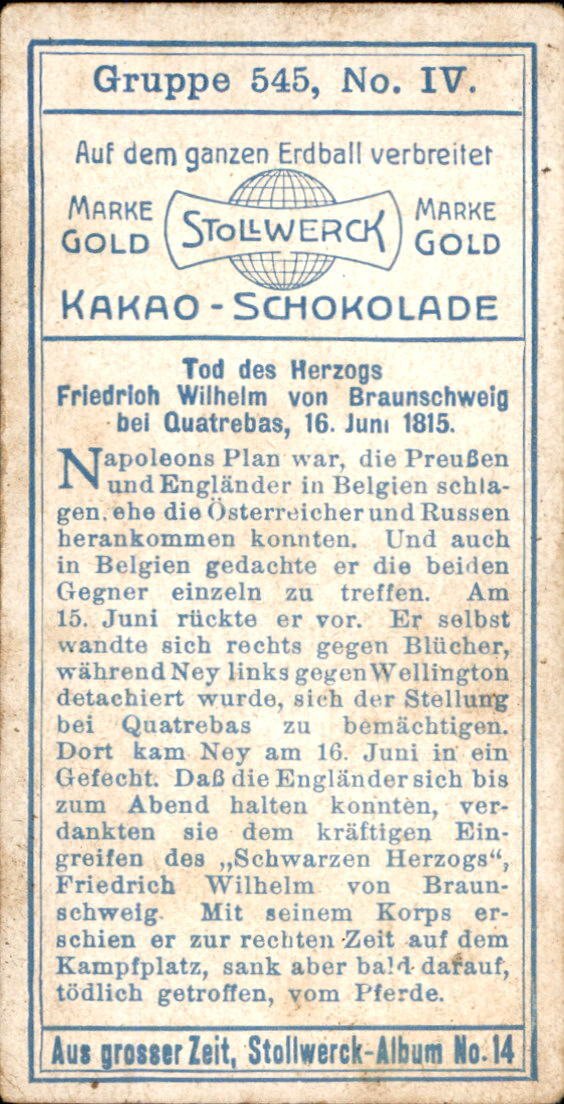 Gruppe 545, No. IV.
Auf dem ganzen Erdball verbreitet
MARKE GOLD
STOLLWERCK
MARKE GOLD
KAKAO - SCHOKOLADE
Tod des Herzogs
Friedrich Wilhelm von Braunschweig
bei Quatrebas, 16. Juni 1815.
Napoleons Plan war, die Preußen
und Engländer in Belgien schla-
gen, ehe die Österreicher und Russen
herankommen konnten. Und auch
in Belgien gedachte er die beiden
Gegner einzeln zu treffen. Am
15. Juni rückte er vor. Er selbst
wandte sich rechts gegen Blücher,
während Ney links gegen Wellington
detachiert wurde, sich der Stellung
bei Quatrebas zu bemächtigen.
Dort kam Ney am 16. Juni in ein
Gefecht. Daß die Engländer sich bis
zum Abend halten konnten, ver-
dankten sie dem kräftigen Ein-
greifen des „Schwarzen Herzogs“,
Friedrich Wilhelm von Braun-
schweig. Mit seinem Korps er-
schien er zur rechten Zeit auf dem
Kampfplatz, sank aber bald darauf,
tödlich getroffen, vom Pferde.
Aus grosser Zeit, Stollwerck-Album No. 14